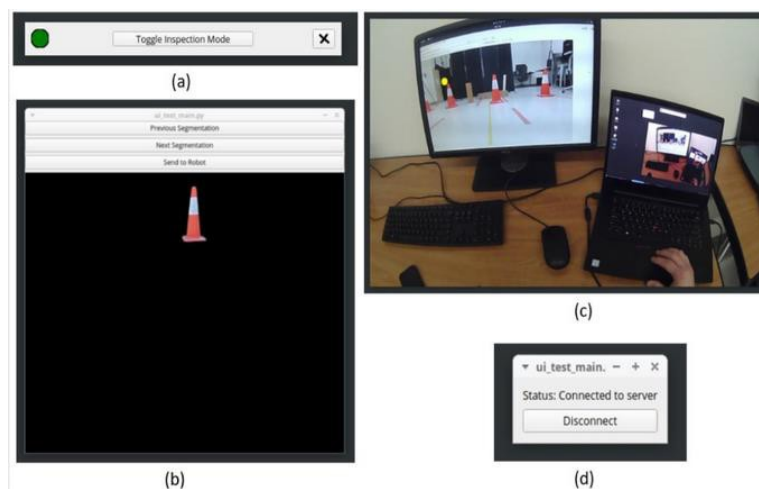 Toggle Inspection Mode
(a)
ui_test_main.py
Previous Segmentation
Next Segmentation
Send to Robot
(b)
(c)
ui_test_main.
Status: Connected to server
Disconnect
(d)